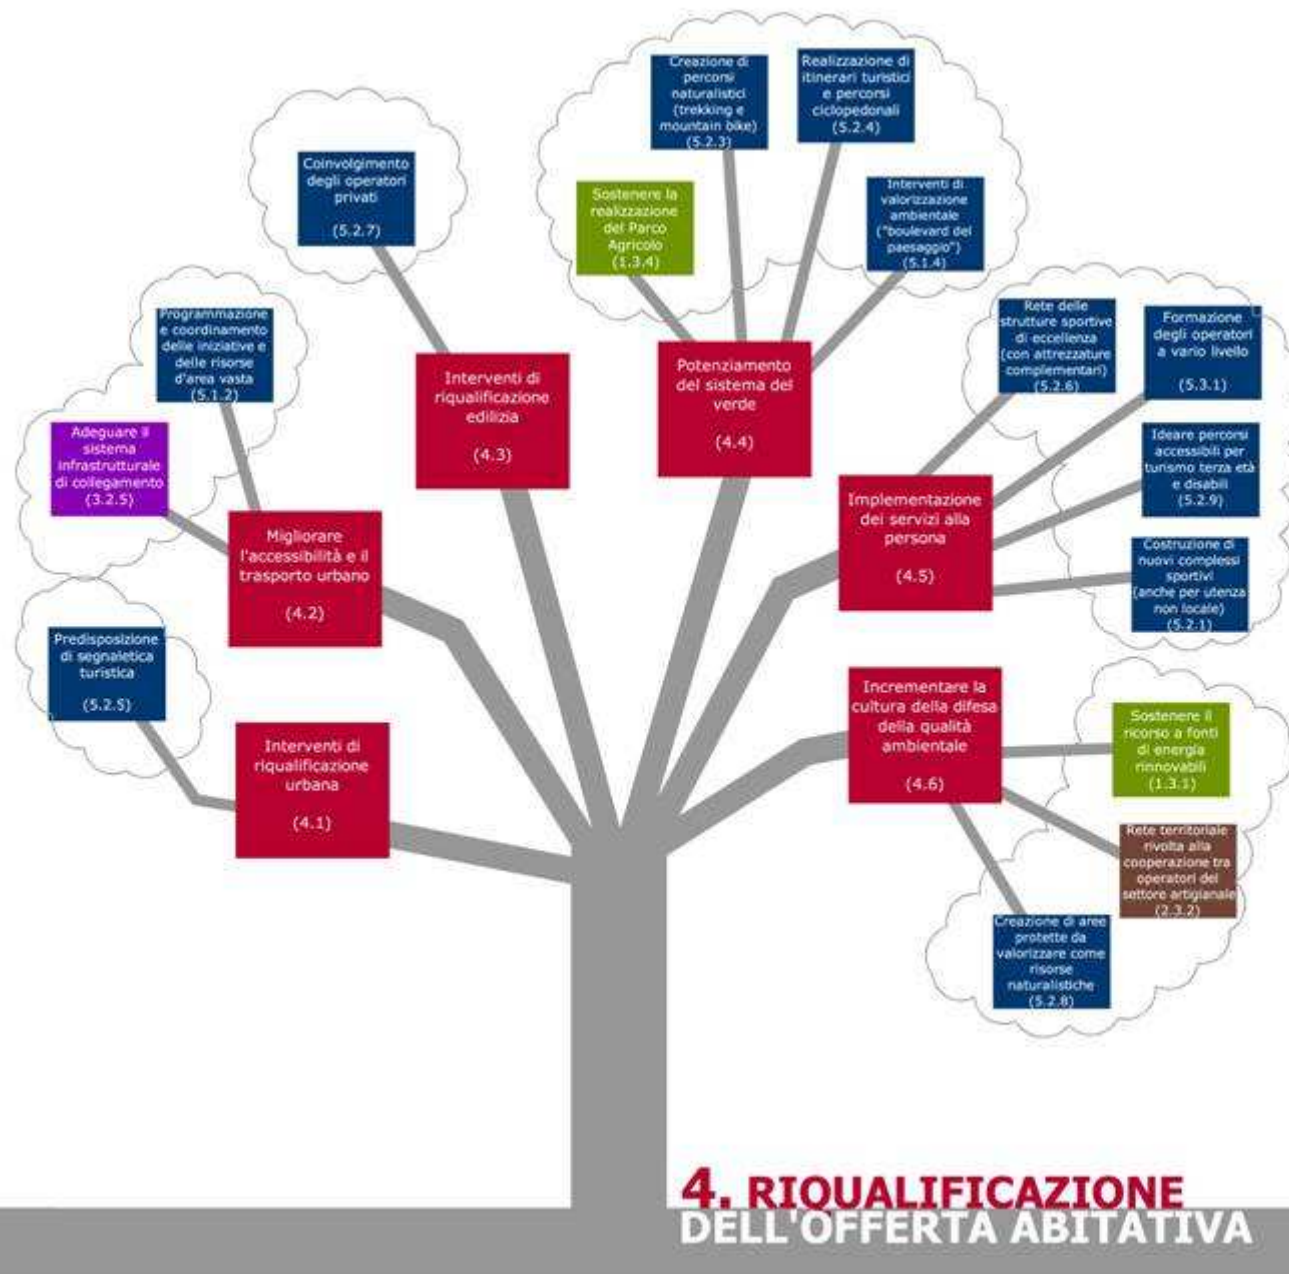 Creazione di
percorsi
naturalistici
(trekking e
mountain bike)
(5.2.3)
Realizzazione di
itinerari turistici
e percorsi
ciclopedonali
(5.2.4)
Coinvolgimento
degli operatori
privati
(5.2.7)
Sostenere la
realizzazione
del Parco
Agricolo
(1.3.4)
Interventi di
valorizzazione
ambientale
("boulevard del
paesaggio")
(5.1.4)
Programmazione
e coordinamento
delle iniziative e
delle risorse
d'area vasta
(5.1.2)
Rete delle
strutture sportive
di eccellenza
(con attrezzature
complementari)
(5.2.6)
Formazione
degli operatori
a vario livello
(5.3.1)
Interventi di
riqualificazione
edilizia
(4.3)
Potenziamento
del sistema del
verde
(4.4)
Adeguare il
sistema
infrastrutturale
di collegamento
(3.2.5)
Ideare percorsi
accessibili per
turismo terza età
e disabili
(5.2.9)
Migliorare
l'accessibilità e il
trasporto urbano
(4.2)
Implementazione
dei servizi alla
persona
(4.5)
Costruzione di
nuovi complessi
sportivi
(anche per utenza
non locale)
(5.2.1)
Predisposizione
di segnaletica
turistica
(5.2.5)
Incrementare la
cultura della difesa
della qualità
ambientale
(4.6)
Interventi di
riqualificazione
urbana
(4.1)
Sostenere il
ricorso a fonti
di energia
rinnovabili
(1.3.1)
Rete territoriale
rivolta alla
cooperazione tra
operatori del
settore artigianale
(2.3.2)
Creazione di aree
protette da
valorizzare come
risorse
naturalistiche
(5.2.8)
4. RIQUALIFICAZIONE
DELL'OFFERTA ABITATIVA